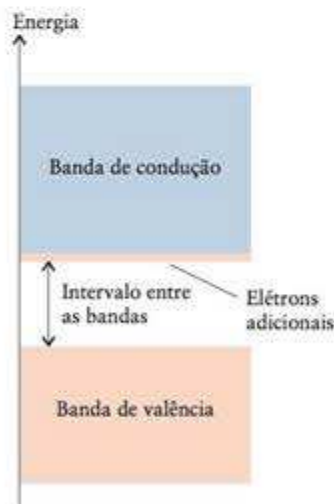 Energia
Banda de condução
Intervalo entre
as bandas
Elétrons
adicionais
Banda de valência